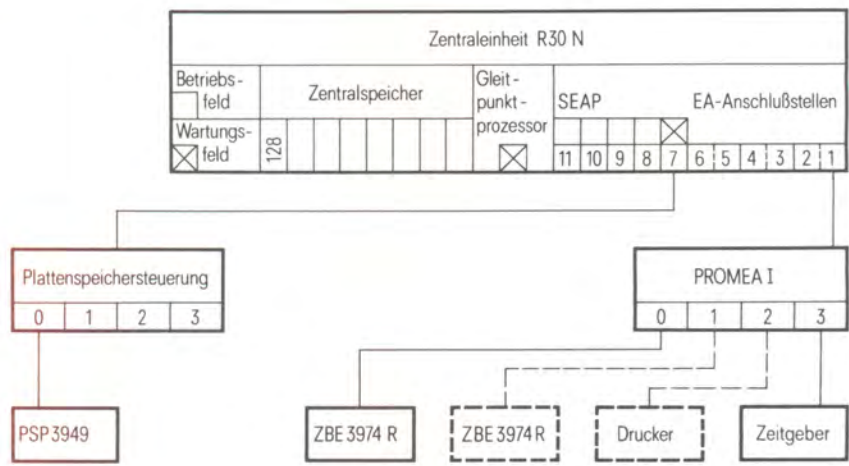 Zentraleinheit R30 N
Betriebs-
feld
Zentralspeicher
Gleit-
punkt-
prozessor
SEAP
EA-Anschlußstellen
Wartungs-
feld
128
11 10 9 8 7 6 5 4 3 2 1
Plattenspeichersteuerung
0 1 2 3
PROMEA I
0 1 2 3
PSP 3949
ZBE 3974 R
ZBE 3974 R
Drucker
Zeitgeber